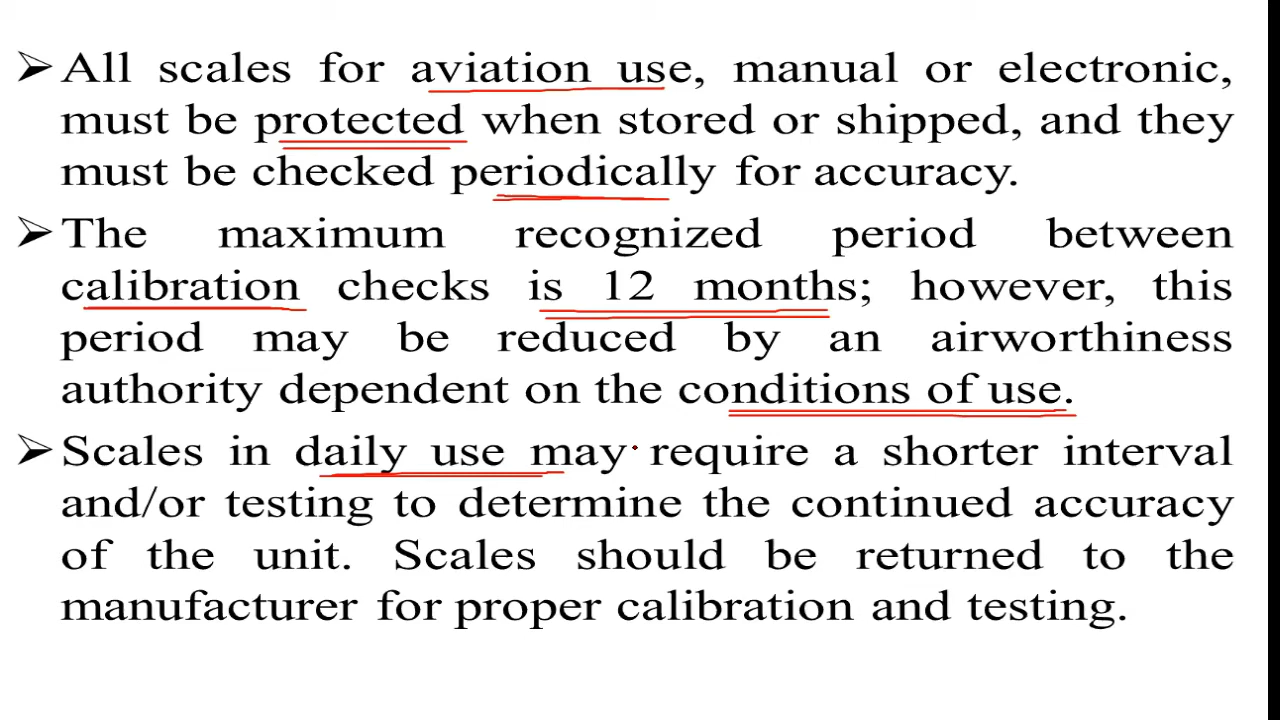 ➢ All scales for aviation use, manual or electronic,
must be protected when stored or shipped, and they
must be checked periodically for accuracy.
➢ The maximum recognized period between
calibration checks is 12 months; however, this
period may be reduced by an airworthiness
authority dependent on the conditions of use.
➢ Scales in daily use may require a shorter interval
and/or testing to determine the continued accuracy
of the unit. Scales should be returned to the
manufacturer for proper calibration and testing.